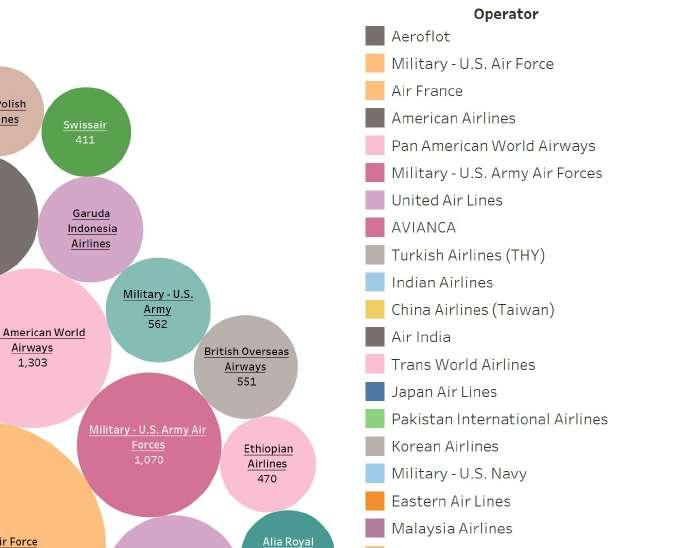 Operator
Aeroflot
Military - U.S. Air Force
Air France
American Airlines
Pan American World Airways
Military - U.S. Army Air Forces
United Air Lines
AVIANCA
Turkish Airlines (THY)
Indian Airlines
China Airlines (Taiwan)
Air India
Trans World Airlines
Japan Air Lines
Pakistan International Airlines
Korean Airlines
Military - U.S. Navy
Eastern Air Lines
Malaysia Airlines
olish
nes
Swissair
411
Garuda
Indonesia
Airlines
Military - U.S.
Army
562
American World
Airways
1,303
British Overseas
Airways
551
Military - U.S. Army Air
Forces
1,070
Ethiopian
Airlines
470
ir Force
Alia Royal